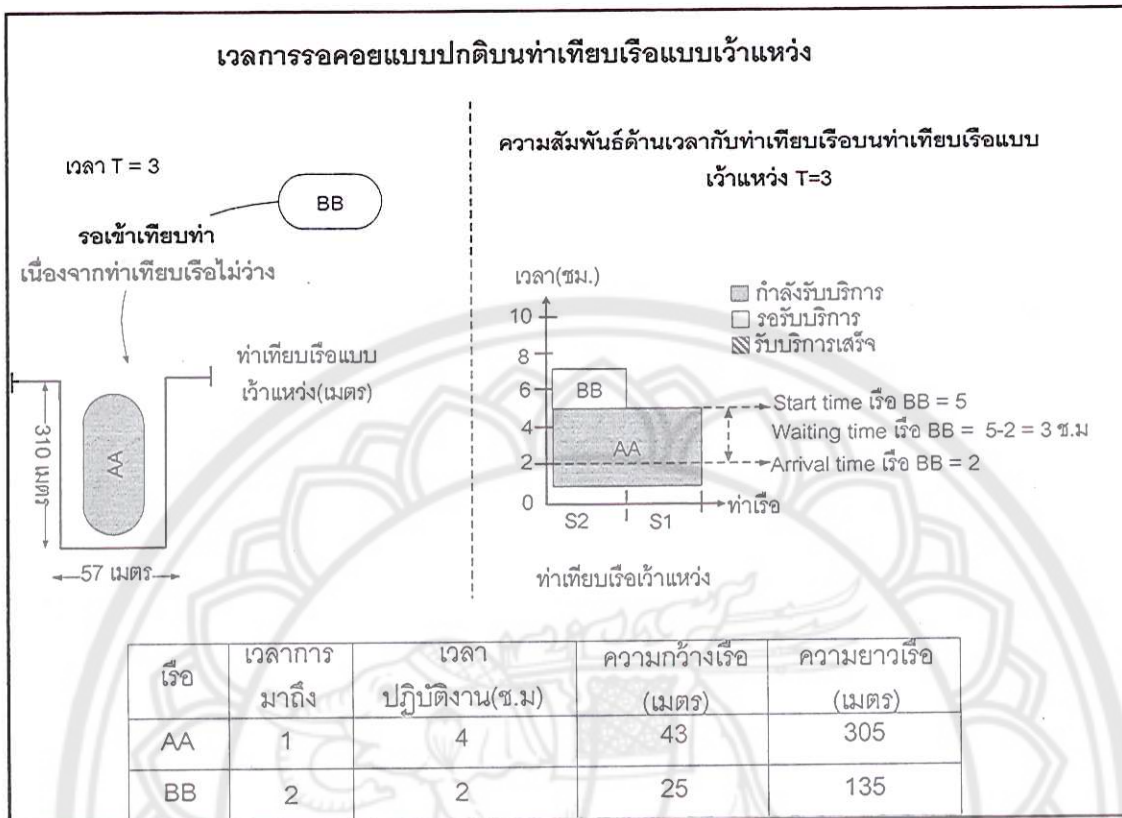 เวลการรอคอยแบบปกติบนท่าเทียบเรือแบบเว้าแหว่ง
เวลา T = 3
BB
รอเข้าเทียบท่า
เนื่องจากท่าเทียบเรือไม่ว่าง
ท่าเทียบเรือแบบ
เว้าแหว่ง(เมตร)
AA
310 เมตร
57 เมตร
ความสัมพันธ์ด้านเวลากับท่าเทียบเรือบนท่าเทียบเรือแบบ
เว้าแหว่ง T=3
เวลา(ชม.)
กำลังรับบริการ
รอรับบริการ
รับบริการเสร็จ
10
8
6
4
2
0
BB
AA
Start time เรือ BB = 5
Waiting time เรือ BB = 5-2 = 3 ช.ม
Arrival time เรือ BB = 2
ท่าเรือ
S2 S1
ท่าเทียบเรือเว้าแหว่ง
เรือ เวลาการมาถึง เวลาปฏิบัติงาน(ช.ม) ความกว้างเรือ (เมตร) ความยาวเรือ (เมตร)
AA 1 4 43 305
BB 2 2 25 135